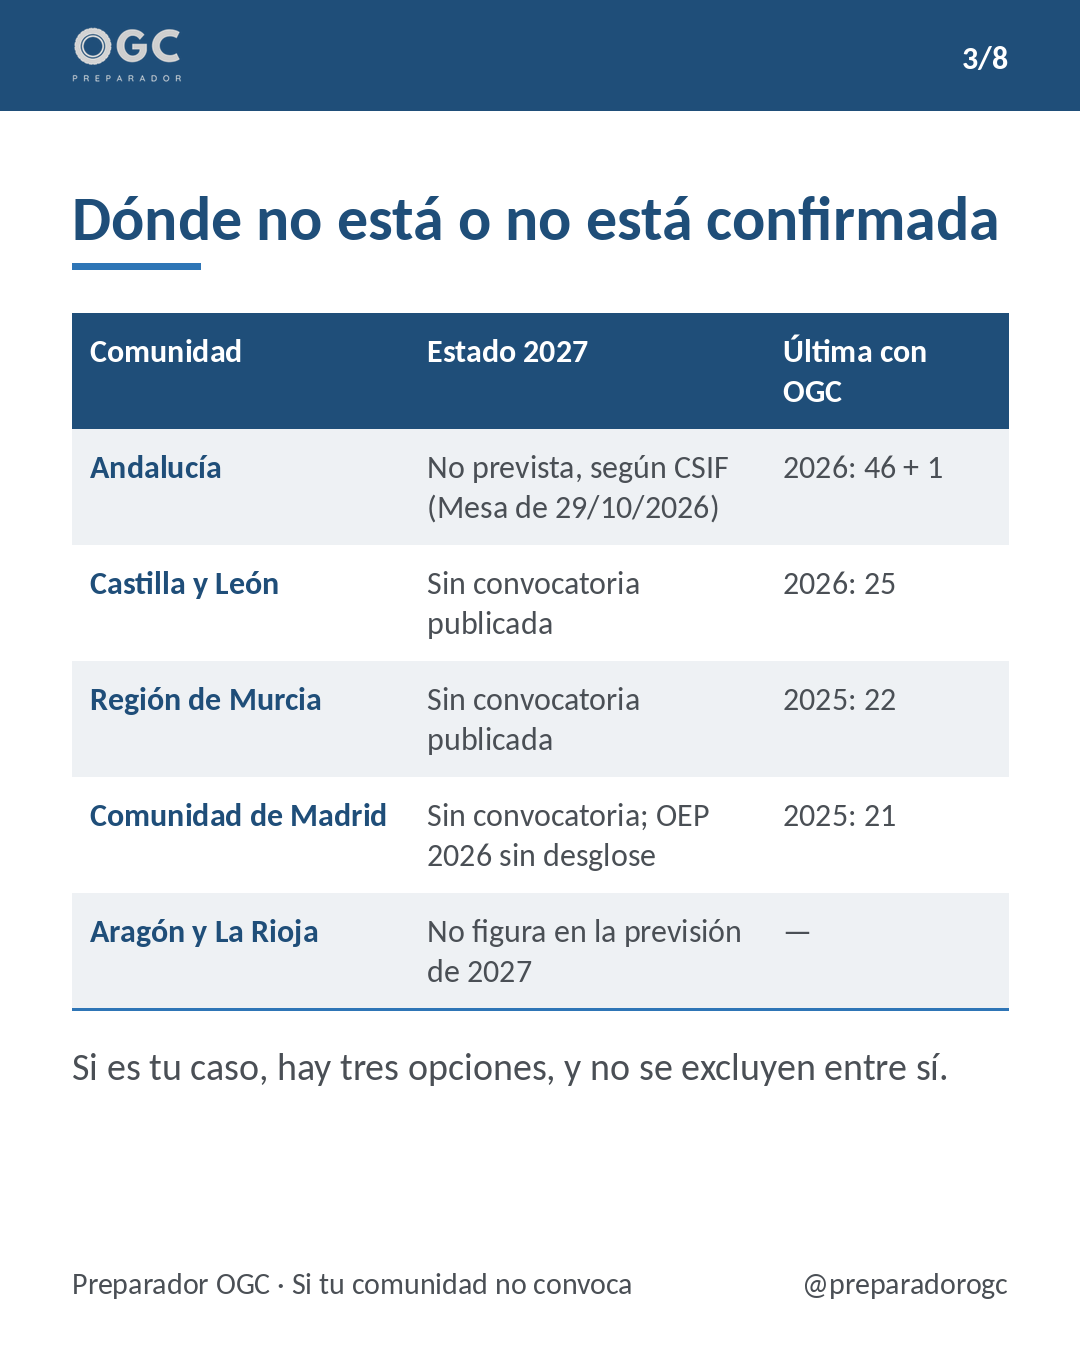 OGC
PREPARADOR
3/8
Dónde no está o no está confirmada
Comunidad
Estado 2027
Última con
OGC
Andalucía
No prevista, según CSIF
(Mesa de 29/10/2026)
2026: 46 + 1
Castilla y León
Sin convocatoria
publicada
2026: 25
Región de Murcia
Sin convocatoria
publicada
2025: 22
Comunidad de Madrid
Sin convocatoria; OEP
2026 sin desglose
2025: 21
Aragón y La Rioja
No figura en la previsión
de 2027
—
Si es tu caso, hay tres opciones, y no se excluyen entre sí.
Preparador OGC · Si tu comunidad no convoca
@preparadorogc